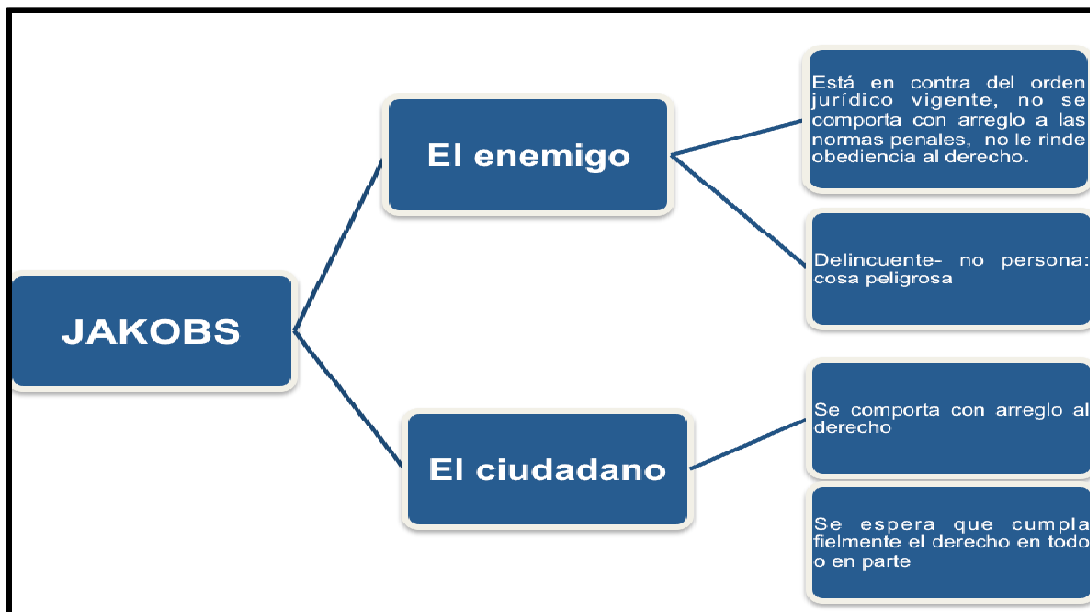 Está en contra del orden
jurídico vigente, no se
comporta con arreglo a las
normas penales, no le rinde
obediencia al derecho.
El enemigo
Delincuente- no persona:
cosa peligrosa
JAKOBS
Se comporta con arreglo al
derecho
El ciudadano
Se espera que cumpla
fielmente el derecho en todo
o en parte